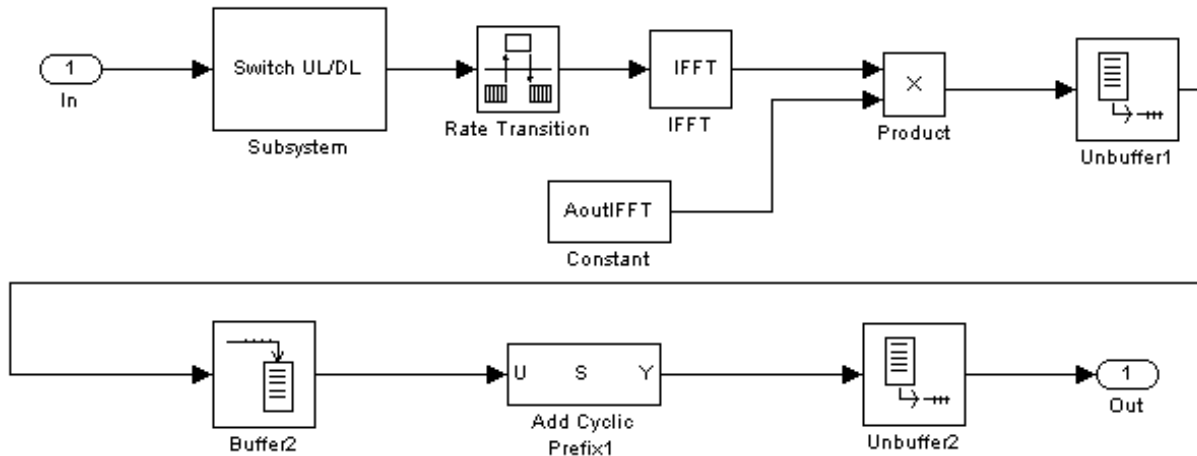 1
In
Switch UL/DL
Subsystem
Rate Transition
IFFT
IFFT
×
Product
Unbuffer1
AoutIFFT
Constant
Buffer2
U S Y
Add Cyclic
Prefix1
Unbuffer2
1
Out